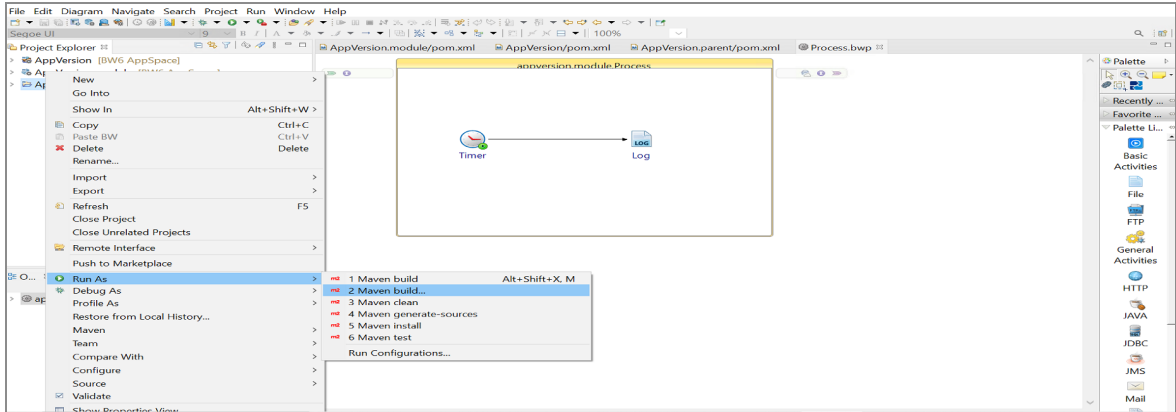 File Edit Diagram Navigate Search Project Run Window Help
Segoe UI 9 B I A 100%
Project Explorer
AppVersion.module/pom.xml AppVersion/pom.xml AppVersion.parent/pom.xml Process.bwp
AppVersion [BW6 AppSpace]
New
Go Into
Show In Alt+Shift+W >
Copy Ctrl+C
Paste BW Ctrl+V
Delete Delete
Rename...
Import >
Export >
Refresh F5
Close Project
Close Unrelated Projects
Remote Interface >
Push to Marketplace
Run As >
Debug As >
Profile As >
Restore from Local History...
Maven >
Team >
Compare With >
Configure >
Source >
Validate
Show Properties View
1 Maven build Alt+Shift+X, M
2 Maven build...
3 Maven clean
4 Maven generate-sources
5 Maven install
6 Maven test
Run Configurations...
appversion.module.Process
Timer
LOG
Log
Palette
Recently ...
Favorite ...
Palette Li...
Basic
Activities
File
FTP
General
Activities
HTTP
JAVA
JDBC
JMS
Mail